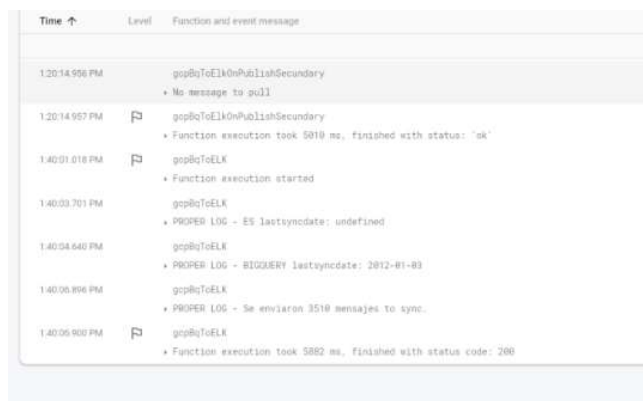 Time ↑ Level Function and event message
1:20:14.956 PM gcpBqToElkOnPublishSecundary
▸ No message to pull
1:20:14.957 PM gcpBqToElkOnPublishSecundary
▸ Function execution took 5010 ms, finished with status: 'ok'
1:40:01.018 PM gcpBqToELK
▸ Function execution started
1:40:03.701 PM gcpBqToELK
▸ PROPER LOG - ES lastsyncdate: undefined
1:40:04.640 PM gcpBqToELK
▸ PROPER LOG - BIGQUERY lastsyncdate: 2012-01-03
1:40:06.896 PM gcpBqToELK
▸ PROPER LOG - Se enviaron 3510 mensajes to sync.
1:40:06.900 PM gcpBqToELK
▸ Function execution took 5882 ms, finished with status code: 200